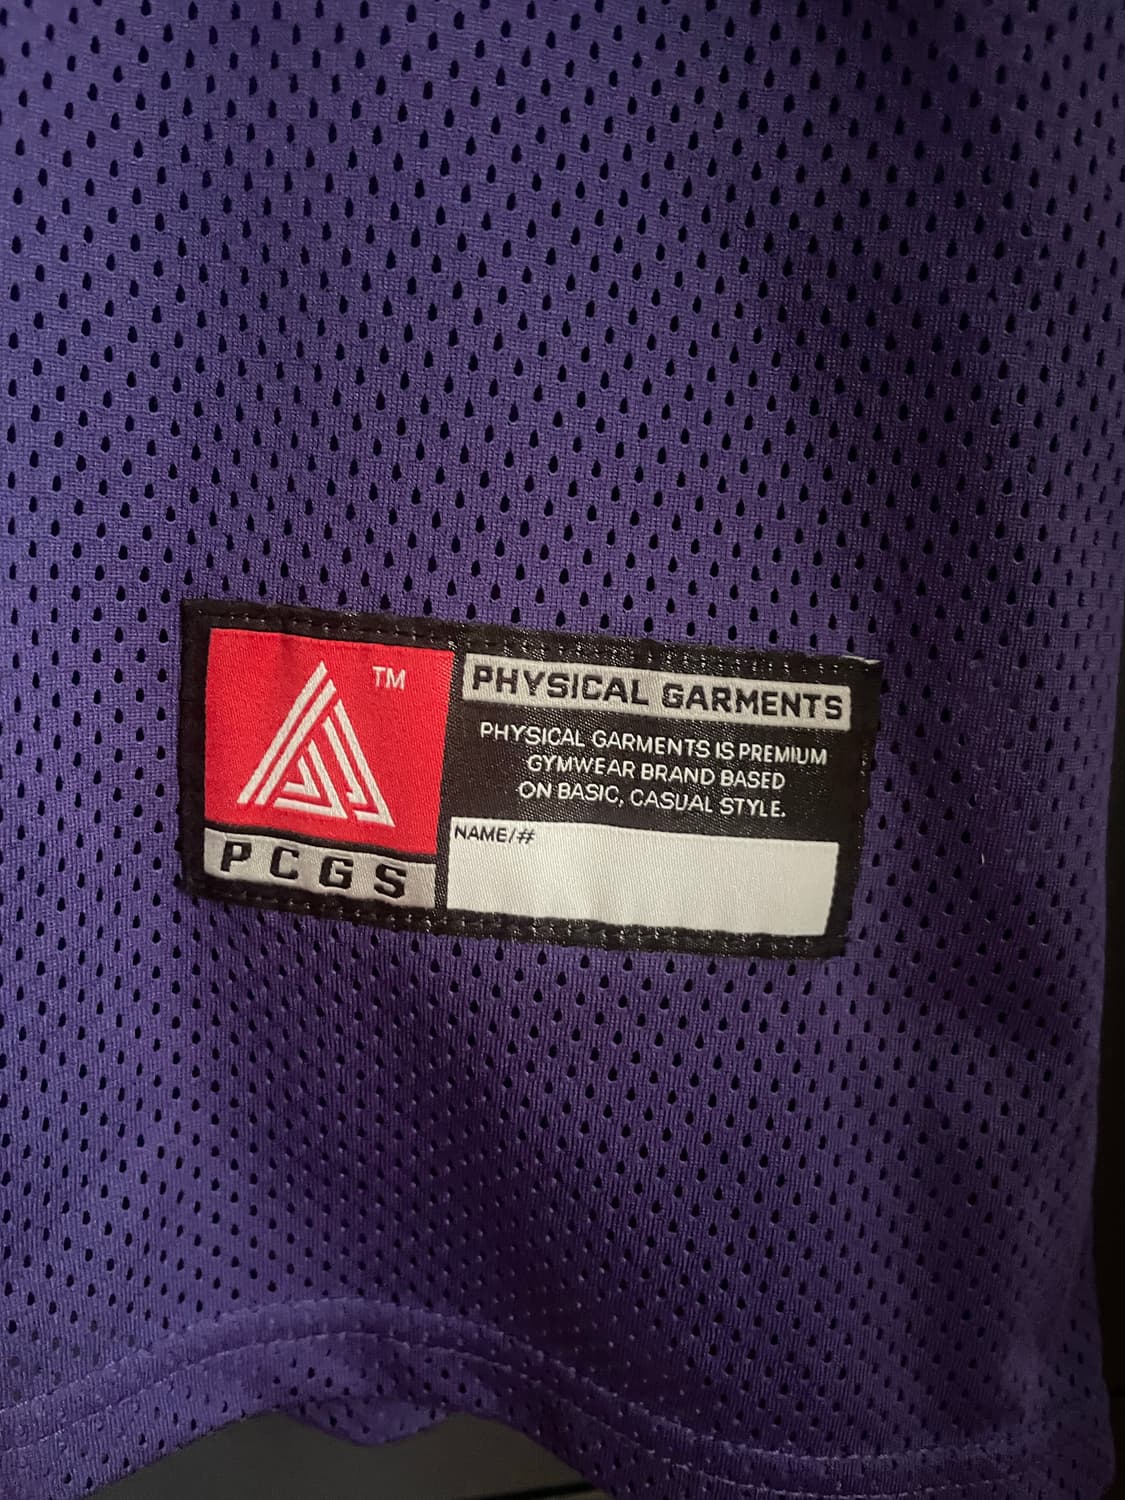 TM
PCGS
PHYSICAL GARMENTS
PHYSICAL GARMENTS IS PREMIUM
GYMWEAR BRAND BASED
ON BASIC, CASUAL STYLE.
NAME/#